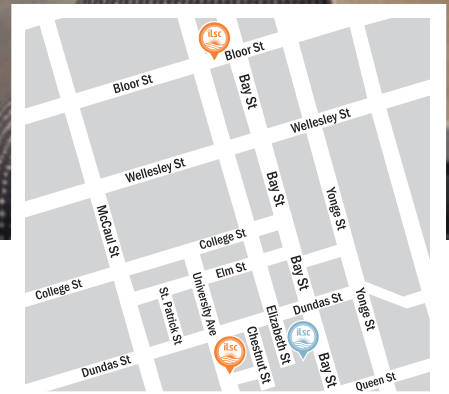 iLSC
Bloor St
Bloor St
Bay St
Wellesley St
Wellesley St
Bay St
Yonge St
McCaul St
College St
College St
Elm St
Bay St
St. Patrick St
University Ave
Dundas St
Yonge St
Elizabeth St
Chestnut St
iLSC
iLSC
Bay St
Dundas St
Queen St